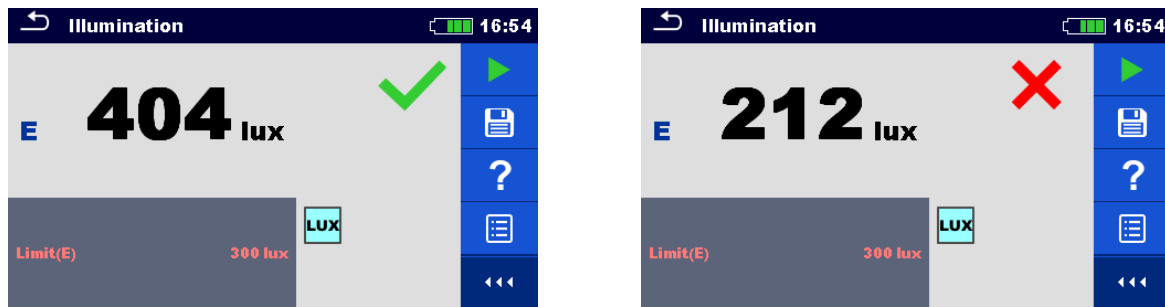 Illumination 16:54
E 404 lux
?
LUX
Limit(E) 300 lux
Illumination 16:54
E 212 lux
?
LUX
Limit(E) 300 lux